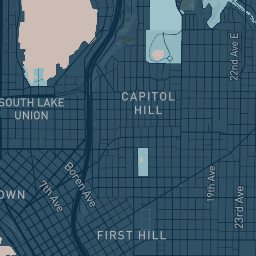 22nd Ave E
CAPITOL
HILL
SOUTH LAKE
UNION
Boren Ave
7th Ave
OWN
19th Ave
23rd Ave
FIRST HILL